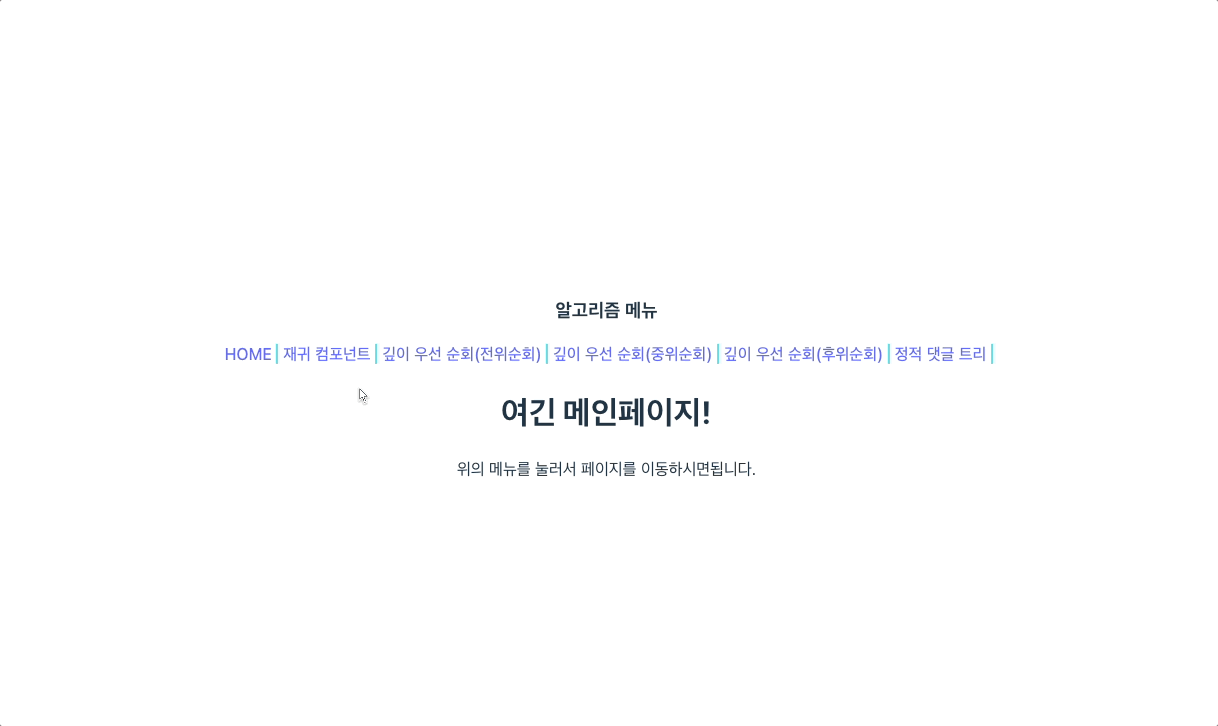 알고리즘 메뉴
HOME 재귀 컴포넌트 깊이 우선 순회(전위순회) 깊이 우선 순회(중위순회) 깊이 우선 순회(후위순회) 정적 댓글 트리
여긴 메인페이지!
위의 메뉴를 눌러서 페이지를 이동하시면됩니다.